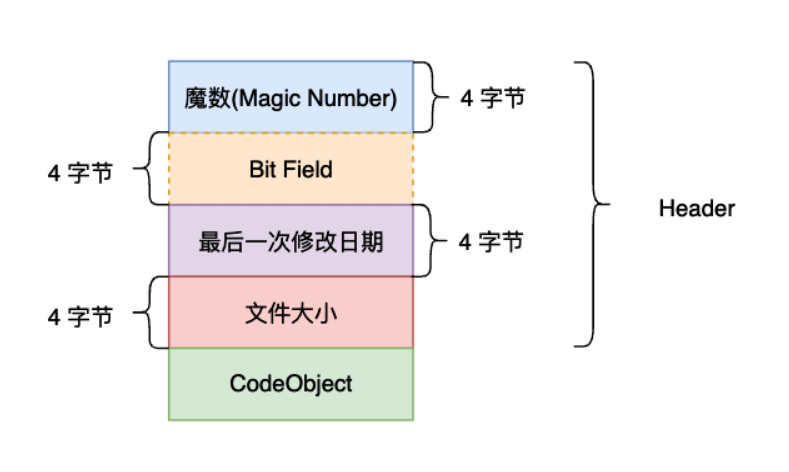 魔数(Magic Number)
4 字节
4 字节
Bit Field
最后一次修改日期
4 字节
Header
4 字节
文件大小
CodeObject